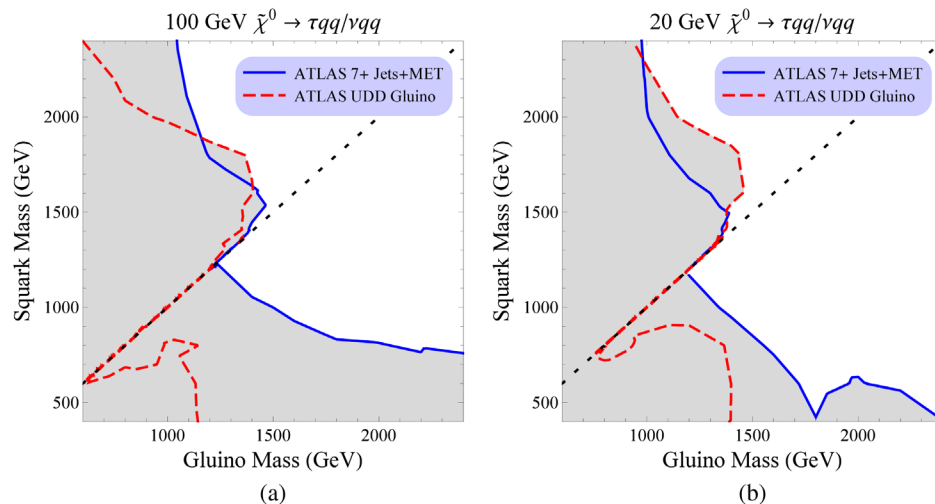 100 GeV χ̃⁰ → τqq/νqq
ATLAS 7+ Jets+MET
ATLAS UDD Gluino
Squark Mass (GeV)
2000
1500
1000
500
1000
1500
2000
Gluino Mass (GeV)
(a)
20 GeV χ̃⁰ → τqq/νqq
ATLAS 7+ Jets+MET
ATLAS UDD Gluino
Squark Mass (GeV)
2000
1500
1000
500
1000
1500
2000
Gluino Mass (GeV)
(b)